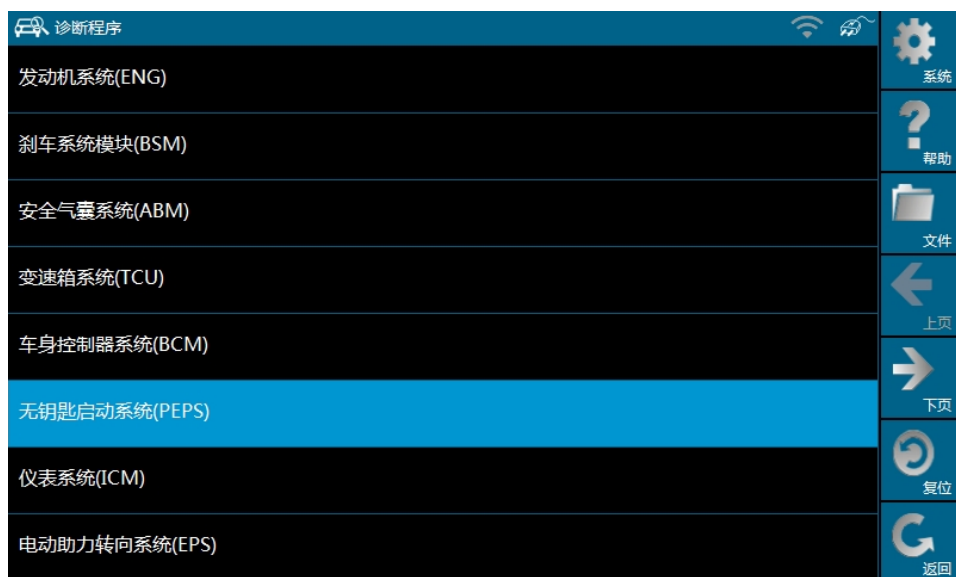 诊断程序
系统
发动机系统(ENG)
刹车系统模块(BSM)
帮助
安全气囊系统(ABM)
文件
变速箱系统(TCU)
上页
车身控制器系统(BCM)
无钥匙启动系统(PEPS)
下页
仪表系统(ICM)
复位
电动助力转向系统(EPS)
返回